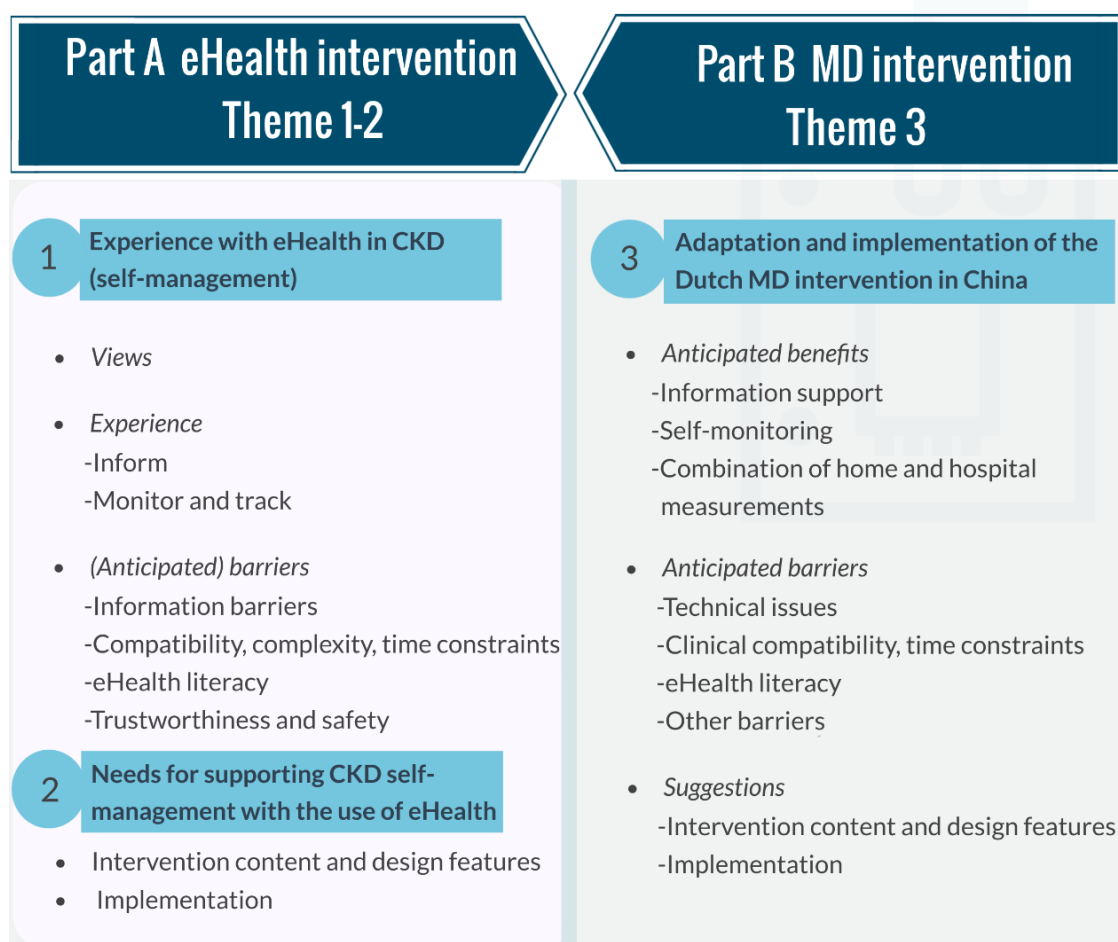 Part A eHealth intervention
Theme 1-2
1
Experience with eHealth in CKD
(self-management)
• Views
• Experience
-Inform
-Monitor and track
• (Anticipated) barriers
-Information barriers
-Compatibility, complexity, time constraints
-eHealth literacy
-Trustworthiness and safety
2
Needs for supporting CKD self-
management with the use of eHealth
• Intervention content and design features
• Implementation
Part B MD intervention
Theme 3
3
Adaptation and implementation of the
Dutch MD intervention in China
• Anticipated benefits
-Information support
-Self-monitoring
-Combination of home and hospital
measurements
• Anticipated barriers
-Technical issues
-Clinical compatibility, time constraints
-eHealth literacy
-Other barriers
• Suggestions
-Intervention content and design features
-Implementation